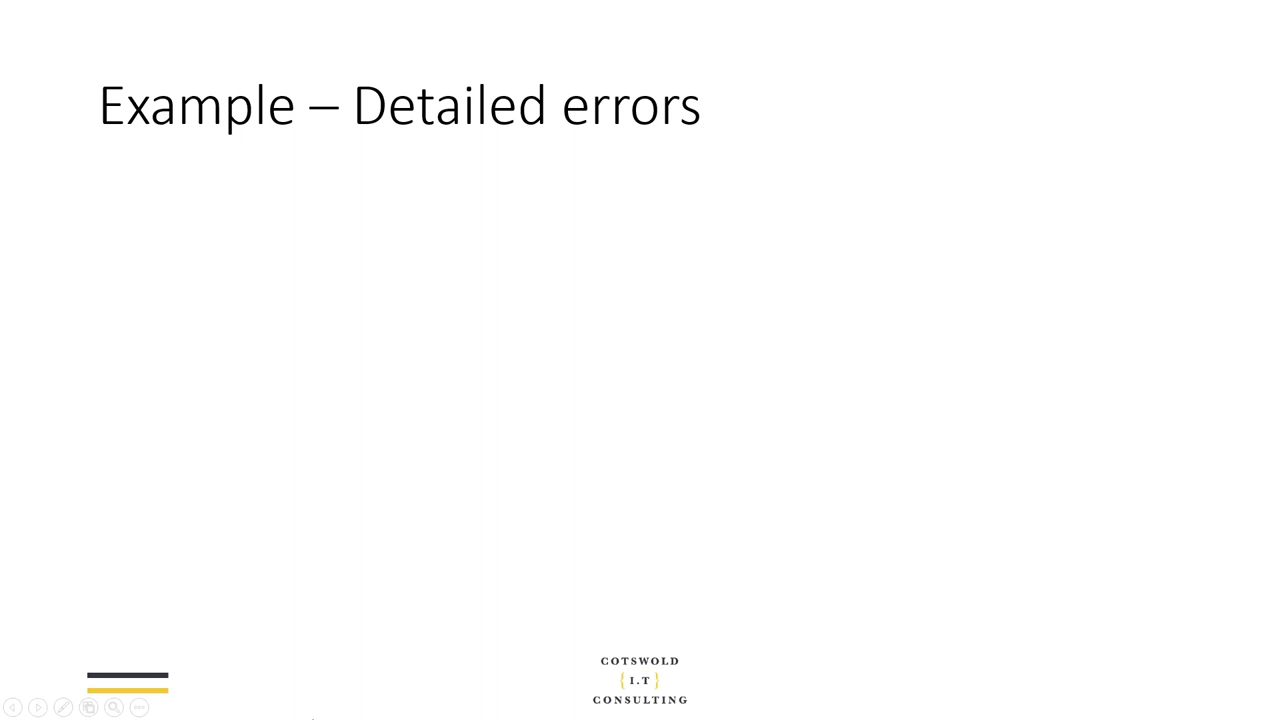 Example – Detailed errors
COTSWOLD
{ I.T }
CONSULTING